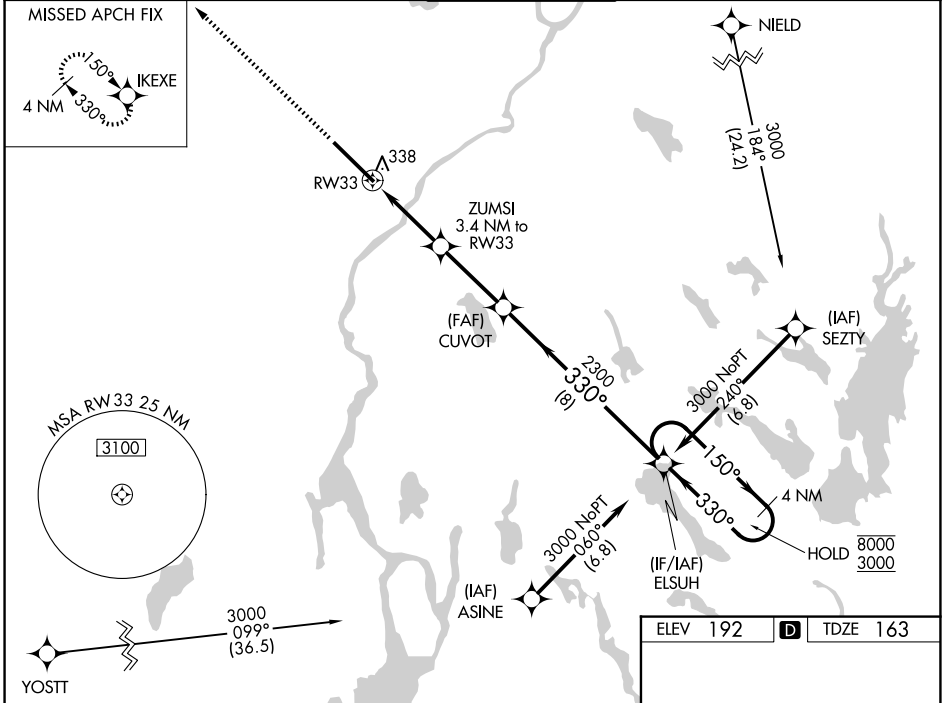 MISSED APCH FIX
150°
IKEXE
4 NM
330°
NIELD
3000
184°
(24.2)
338
RW33
ZUMSI
3.4 NM to
RW33
(FAF)
CUVOT
(IAF)
SEZTY
2300
330°
(8)
3000 NoPT
240°
(6.8)
MSA RW33 25 NM
3100
150°
4 NM
330°
HOLD
8000
3000
3000 NoPT
060°
(6.8)
(IF/IAF)
ELSUH
(IAF)
ASINE
3000
099°
(36.5)
YOSTT
ELEV 192 D TDZE 163